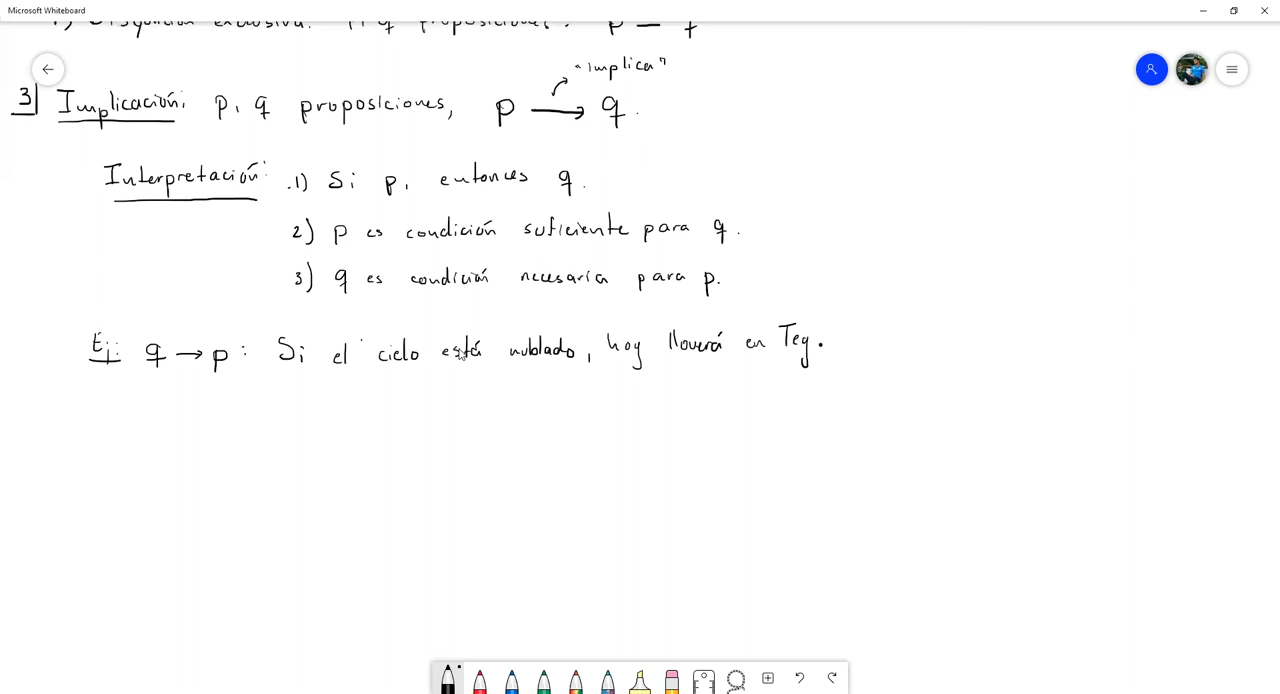 Microsoft Whiteboard
proposiciones.
"implica"
3| Implicación: p, q proposiciones, p → q.
Interpretación: 1) Si p, entonces q.
2) p es condición suficiente para q.
3) q es condición necesaria para p.
Ej: q → p: Si el cielo está nublado, hoy lloverá en Teg.